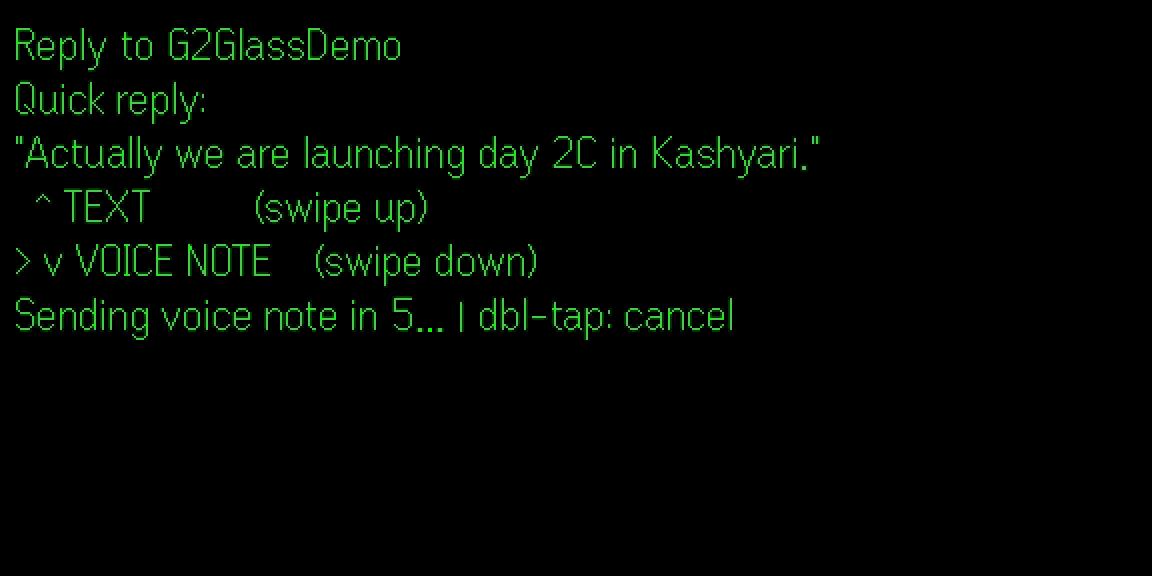 Reply to G2GlassDemo
Quick reply:
"Actually we are launching day 2C in Kashyari."
^ TEXT (swipe up)
> v VOICE NOTE (swipe down)
Sending voice note in 5... | dbl-tap: cancel